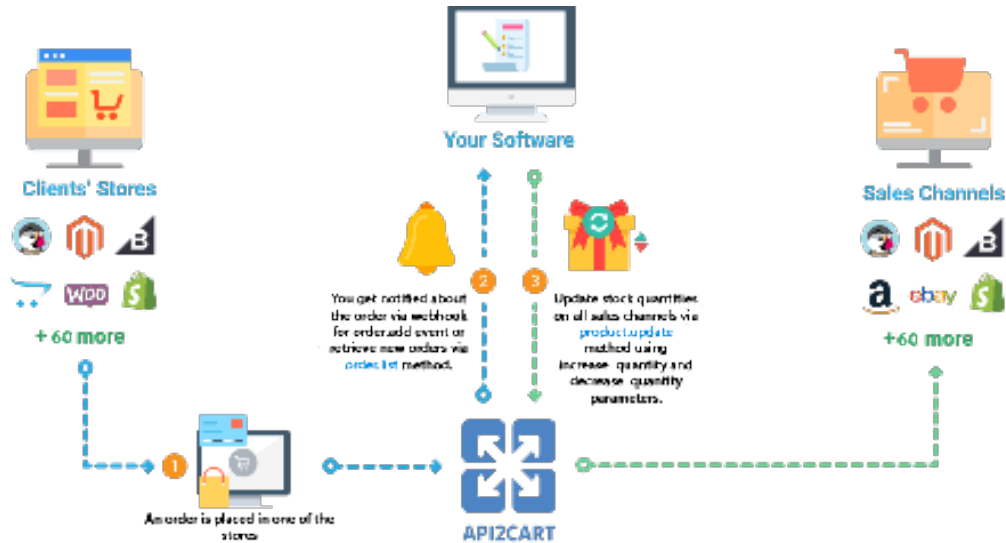 Your Software
Clients' Stores
Sales Channels
B
B
WOO
S
a
ebay
S
+ 60 more
+60 more
2
3
You get notified about
the order via webhook
for order.add event or
retrieve new orders via
order.list method.
Update stock quantities
on all sales channels via
product.update
method using
increase_quantity and
decrease_quantity
parameters.
1
An order is placed in one of the
stores
API2CART